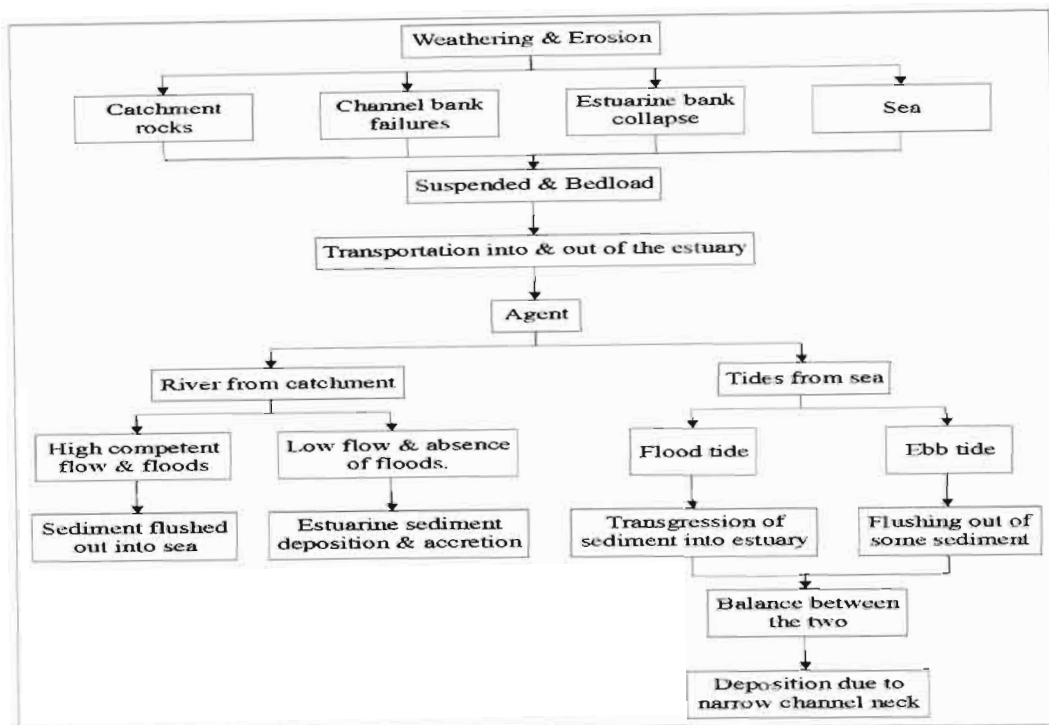 Weathering & Erosion
Catchment
rocks
Channel bank
failures
Estuarine bank
collapse
Sea
Suspended & Bedload
Transportation into & out of the estuary
Agent
River from catchment
Tides from sea
High competent
flow & floods
Low flow & absence
of floods.
Flood tide
Ebb tide
Sediment flushed
out into sea
Estuarine sediment
deposition & accretion
Transgression of
sediment into estuary
Flushing out of
some sediment
Balance between
the two
Deposition due to
narrow channel neck